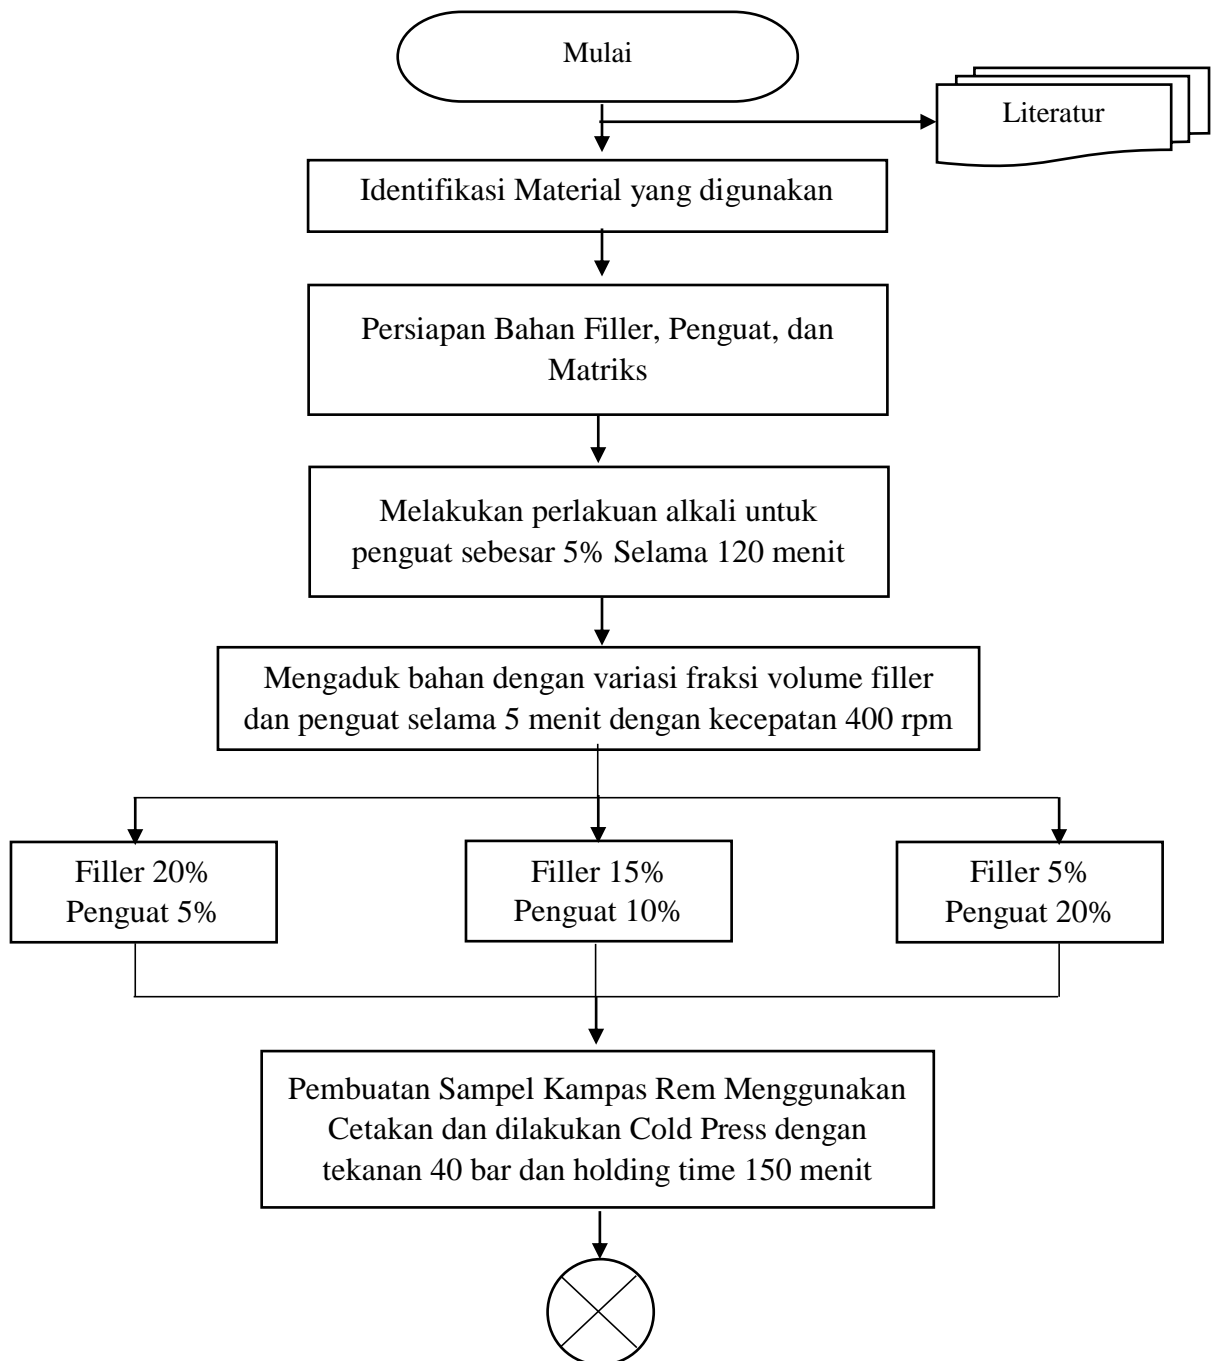 Mulai
Literatur
Identifikasi Material yang digunakan
Persiapan Bahan Filler, Penguat, dan
Matriks
Melakukan perlakuan alkali untuk
penguat sebesar 5% Selama 120 menit
Mengaduk bahan dengan variasi fraksi volume filler
dan penguat selama 5 menit dengan kecepatan 400 rpm
Filler 20%
Penguat 5%
Filler 15%
Penguat 10%
Filler 5%
Penguat 20%
Pembuatan Sampel Kampas Rem Menggunakan
Cetakan dan dilakukan Cold Press dengan
tekanan 40 bar dan holding time 150 menit